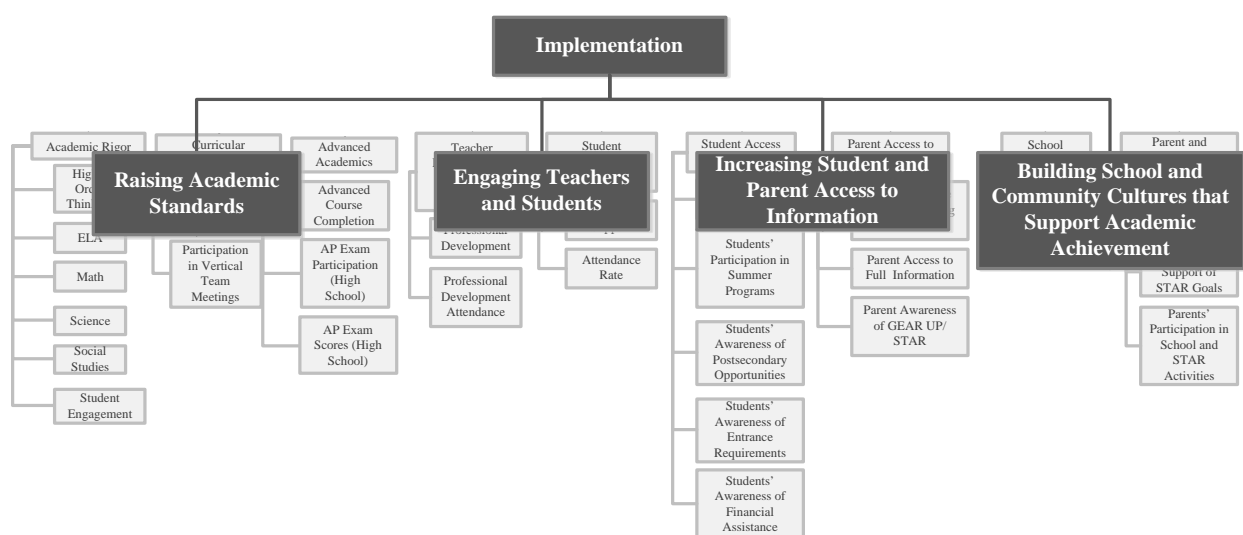 Implementation
Raising Academic
Standards
Engaging Teachers
and Students
Increasing Student and
Parent Access to
Information
Building School and
Community Cultures that
Support Academic
Achievement
Academic Rigor
ELA
Math
Science
Social
Studies
Student
Engagement
Curricular
Participation
in Vertical
Team
Meetings
Advanced
Academics
Advanced
Course
Completion
AP Exam
Participation
(High
School)
AP Exam
Scores (High
School)
Teacher
Professional
Development
Professional
Development
Attendance
Student
Attendance
Rate
Student Access
Students’
Participation in
Summer
Programs
Students’
Awareness of
Postsecondary
Opportunities
Students’
Awareness of
Entrance
Requirements
Students’
Awareness of
Financial
Assistance
Parent Access to
Parent Access to
Full Information
Parent Awareness
of GEAR UP/
STAR
School
Parent and
Support of
STAR Goals
Parents’
Participation in
School and
STAR
Activities